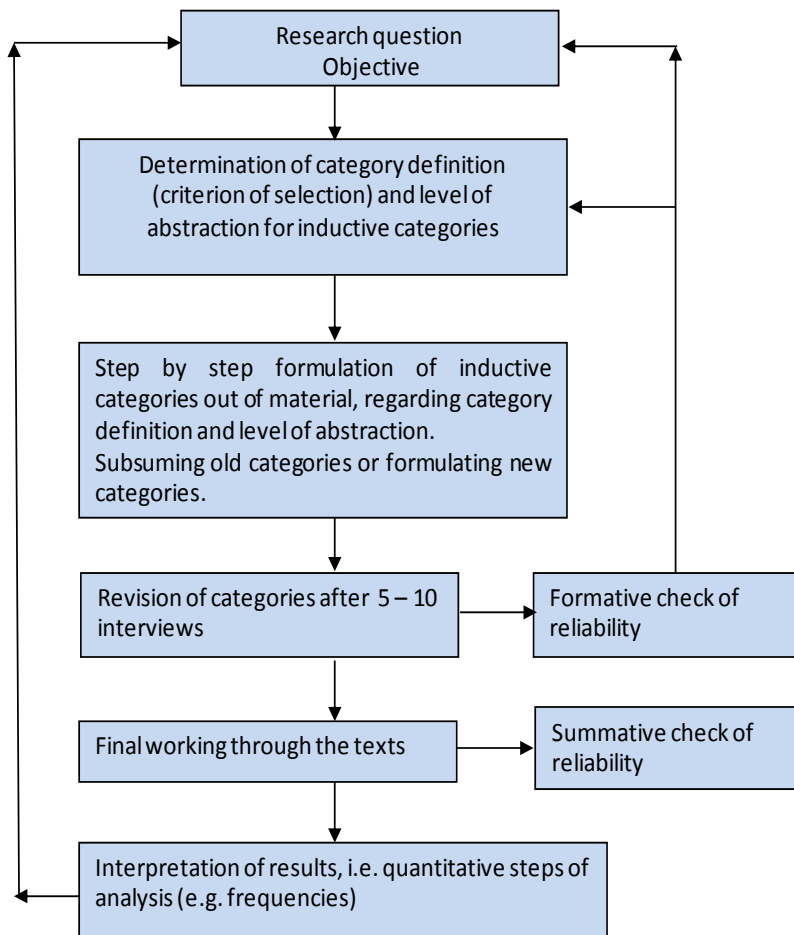 Research question
Objective
Determination of category definition
(criterion of selection) and level of
abstraction for inductive categories
Step by step formulation of inductive
categories out of material, regarding category
definition and level of abstraction.
Subsuming old categories or formulating new
categories.
Revision of categories after 5 – 10
interviews
Formative check of
reliability
Final working through the texts
Summative check of
reliability
Interpretation of results, i.e. quantitative steps of
analysis (e.g. frequencies)